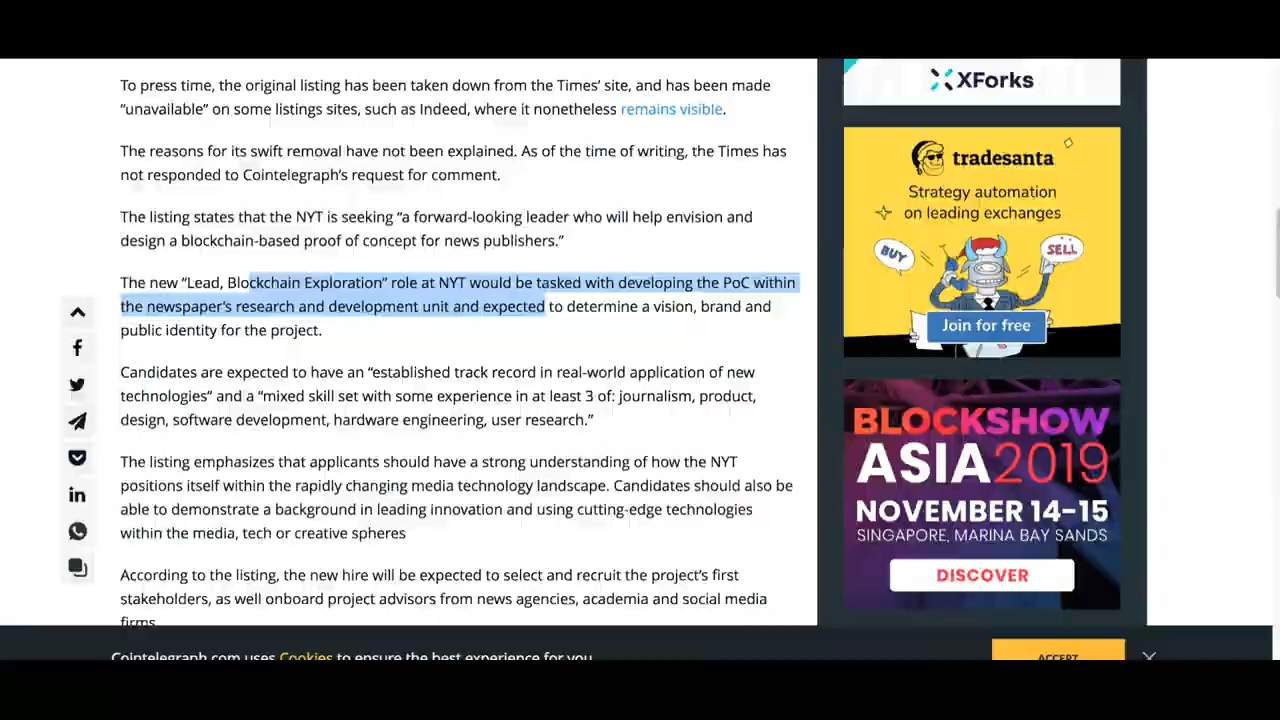 To press time, the original listing has been taken down from the Times’ site, and has been made
“unavailable” on some listings sites, such as Indeed, where it nonetheless remains visible.
The reasons for its swift removal have not been explained. As of the time of writing, the Times has
not responded to Cointelegraph’s request for comment.
The listing states that the NYT is seeking “a forward-looking leader who will help envision and
design a blockchain-based proof of concept for news publishers.”
The new “Lead, Blockchain Exploration” role at NYT would be tasked with developing the PoC within
the newspaper’s research and development unit and expected to determine a vision, brand and
public identity for the project.
Candidates are expected to have an “established track record in real-world application of new
technologies” and a “mixed skill set with some experience in at least 3 of: journalism, product,
design, software development, hardware engineering, user research.”
The listing emphasizes that applicants should have a strong understanding of how the NYT
positions itself within the rapidly changing media technology landscape. Candidates should also be
able to demonstrate a background in leading innovation and using cutting-edge technologies
within the media, tech or creative spheres
According to the listing, the new hire will be expected to select and recruit the project’s first
stakeholders, as well onboard project advisors from news agencies, academia and social media
firms
XForks
tradesanta
Strategy automation
on leading exchanges
BUY
SELL
Join for free
BLOCKSHOW
ASIA 2019
NOVEMBER 14-15
SINGAPORE, MARINA BAY SANDS
DISCOVER
Cointelegraph.com uses Cookies to ensure the best experience for you
ACCEPT